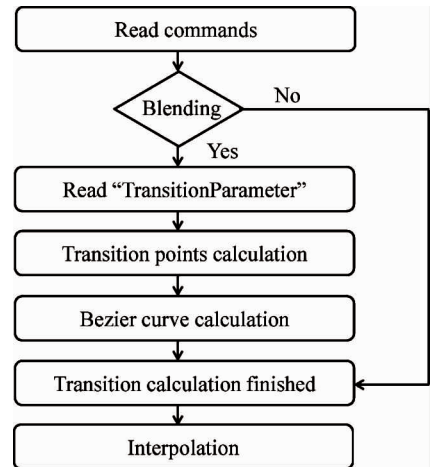 Read commands
Blending
No
Yes
Read “TransitionParameter”
Transition points calculation
Bezier curve calculation
Transition calculation finished
Interpolation